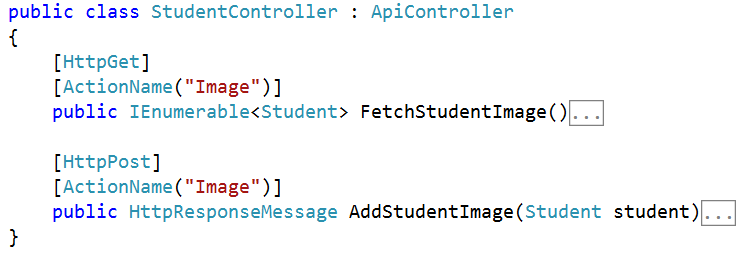 public class StudentController : ApiController
{
    [HttpGet]
    [ActionName("Image")]
    public IEnumerable<Student> FetchStudentImage()...

    [HttpPost]
    [ActionName("Image")]
    public HttpResponseMessage AddStudentImage(Student student)...
}